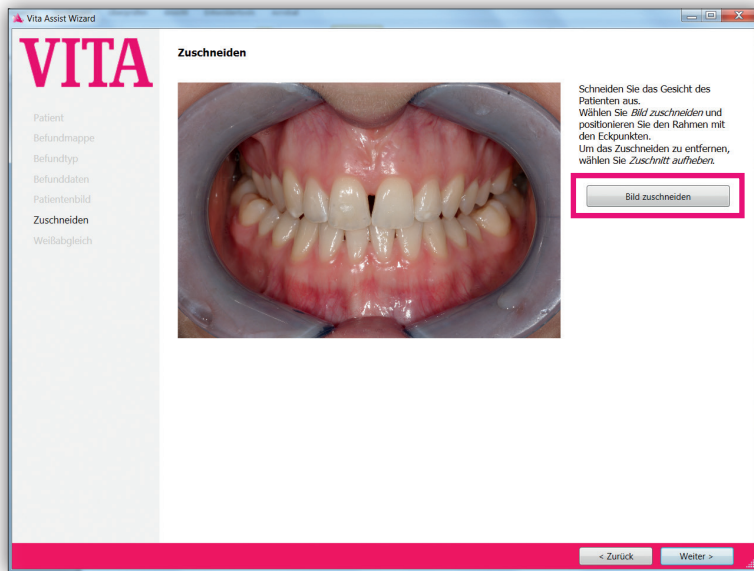 Vita Assist Wizard
VITA
Patient
Befundmappe
Befundtyp
Befunddaten
Patientenbild
Zuschneiden
Weißabgleich
Zuschneiden
Schneiden Sie das Gesicht des
Patienten aus.
Wählen Sie Bild zuschneiden und
positionieren Sie den Rahmen mit
den Eckpunkten.
Um das Zuschneiden zu entfernen,
wählen Sie Zuschnitt aufheben.
Bild zuschneiden
< Zurück
Weiter >